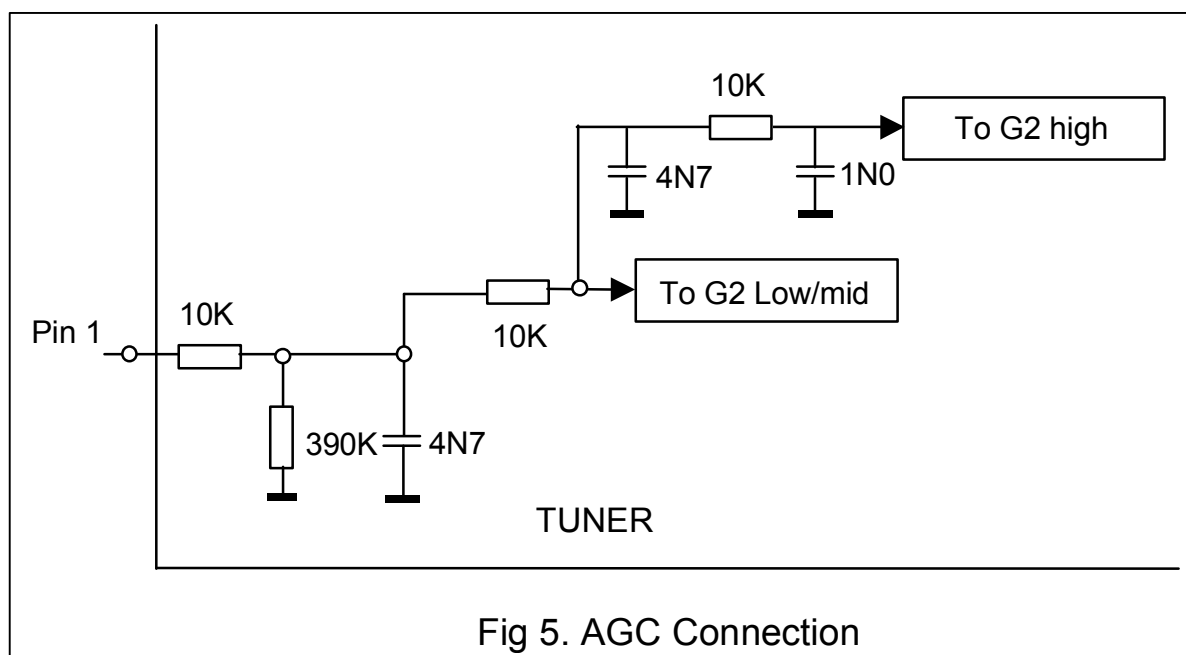 10K
To G2 high
4N7
1N0
10K
To G2 Low/mid
10K
Pin 1
390K
4N7
TUNER
Fig 5. AGC Connection